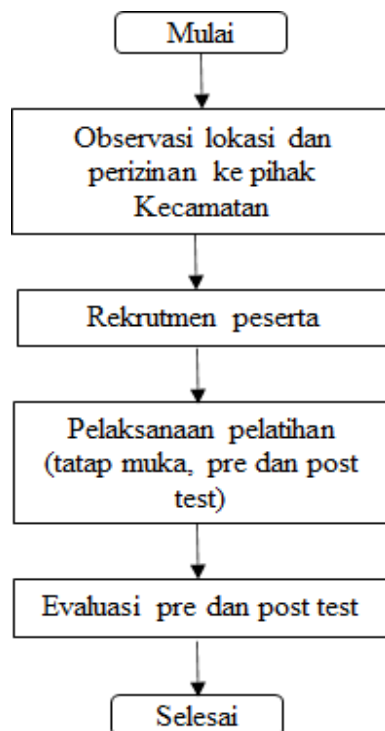 Mulai
Observasi lokasi dan
perizinan ke pihak
Kecamatan
Rekrutmen peserta
Pelaksanaan pelatihan
(tatap muka, pre dan post
test)
Evaluasi pre dan post test
Selesai